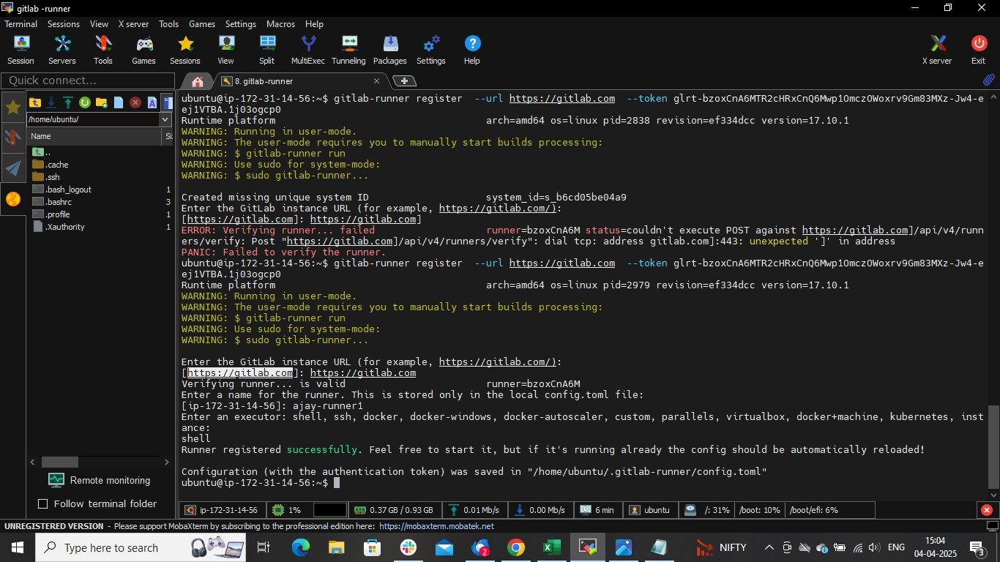 gitlab -runner
Terminal Sessions View X server Tools Games Settings Macros Help
Session Servers Tools Games Sessions View Split MultiExec Tunneling Packages Settings Help X server Exit
Quick connect...
8. gitlab-runner
/home/ubuntu/
Name Si
..
.cache
.ssh
.bash_logout 1
.bashrc 3
.profile 1
.Xauthority 1
Remote monitoring
Follow terminal folder
ubuntu@ip-172-31-14-56:~$ gitlab-runner register --url https://gitlab.com --token glrt-bzoxCnA6MTR2cHRxCnQ6Mwp1OmczOWoxrv9Gm83MXz-Jw4-e
ej1VTBA.1j03ogcp0
Runtime platform arch=amd64 os=linux pid=2838 revision=ef334dcc version=17.10.1
WARNING: Running in user-mode.
WARNING: The user-mode requires you to manually start builds processing:
WARNING: $ gitlab-runner run
WARNING: Use sudo for system-mode:
WARNING: $ sudo gitlab-runner...
Created missing unique system ID system_id=s_b6cd05be04a9
Enter the GitLab instance URL (for example, https://gitlab.com/):
[https://gitlab.com]: https://gitlab.com]
ERROR: Verifying runner... failed runner=bzoxCnA6M status=couldn't execute POST against https://gitlab.com]/api/v4/runn
ers/verify: Post "https://gitlab.com]/api/v4/runners/verify": dial tcp: address gitlab.com]:443: unexpected ']' in address
PANIC: Failed to verify the runner.
ubuntu@ip-172-31-14-56:~$ gitlab-runner register --url https://gitlab.com --token glrt-bzoxCnA6MTR2cHRxCnQ6Mwp1OmczOWoxrv9Gm83MXz-Jw4-e
ej1VTBA.1j03ogcp0
Runtime platform arch=amd64 os=linux pid=2979 revision=ef334dcc version=17.10.1
WARNING: Running in user-mode.
WARNING: The user-mode requires you to manually start builds processing:
WARNING: $ gitlab-runner run
WARNING: Use sudo for system-mode:
WARNING: $ sudo gitlab-runner...
Enter the GitLab instance URL (for example, https://gitlab.com/):
[https://gitlab.com]: https://gitlab.com
Verifying runner... is valid runner=bzoxCnA6M
Enter a name for the runner. This is stored only in the local config.toml file:
[ip-172-31-14-56]: ajay-runner1
Enter an executor: shell, ssh, docker, docker-windows, docker-autoscaler, custom, parallels, virtualbox, docker+machine, kubernetes, inst
ance:
shell
Runner registered successfully. Feel free to start it, but if it's running already the config should be automatically reloaded!
Configuration (with the authentication token) was saved in "/home/ubuntu/.gitlab-runner/config.toml"
ubuntu@ip-172-31-14-56:~$
ip-172-31-14-56 1% 0.37 GB / 0.93 GB 0.01 Mb/s 0.00 Mb/s 6 min ubuntu /: 31% /boot: 10% /boot/efi: 6%
UNREGISTERED VERSION - Please support MobaXterm by subscribing to the professional edition here: https://mobaxterm.mobatek.net
Type here to search
2
NIFTY
ENG
15:04
04-04-2025
3